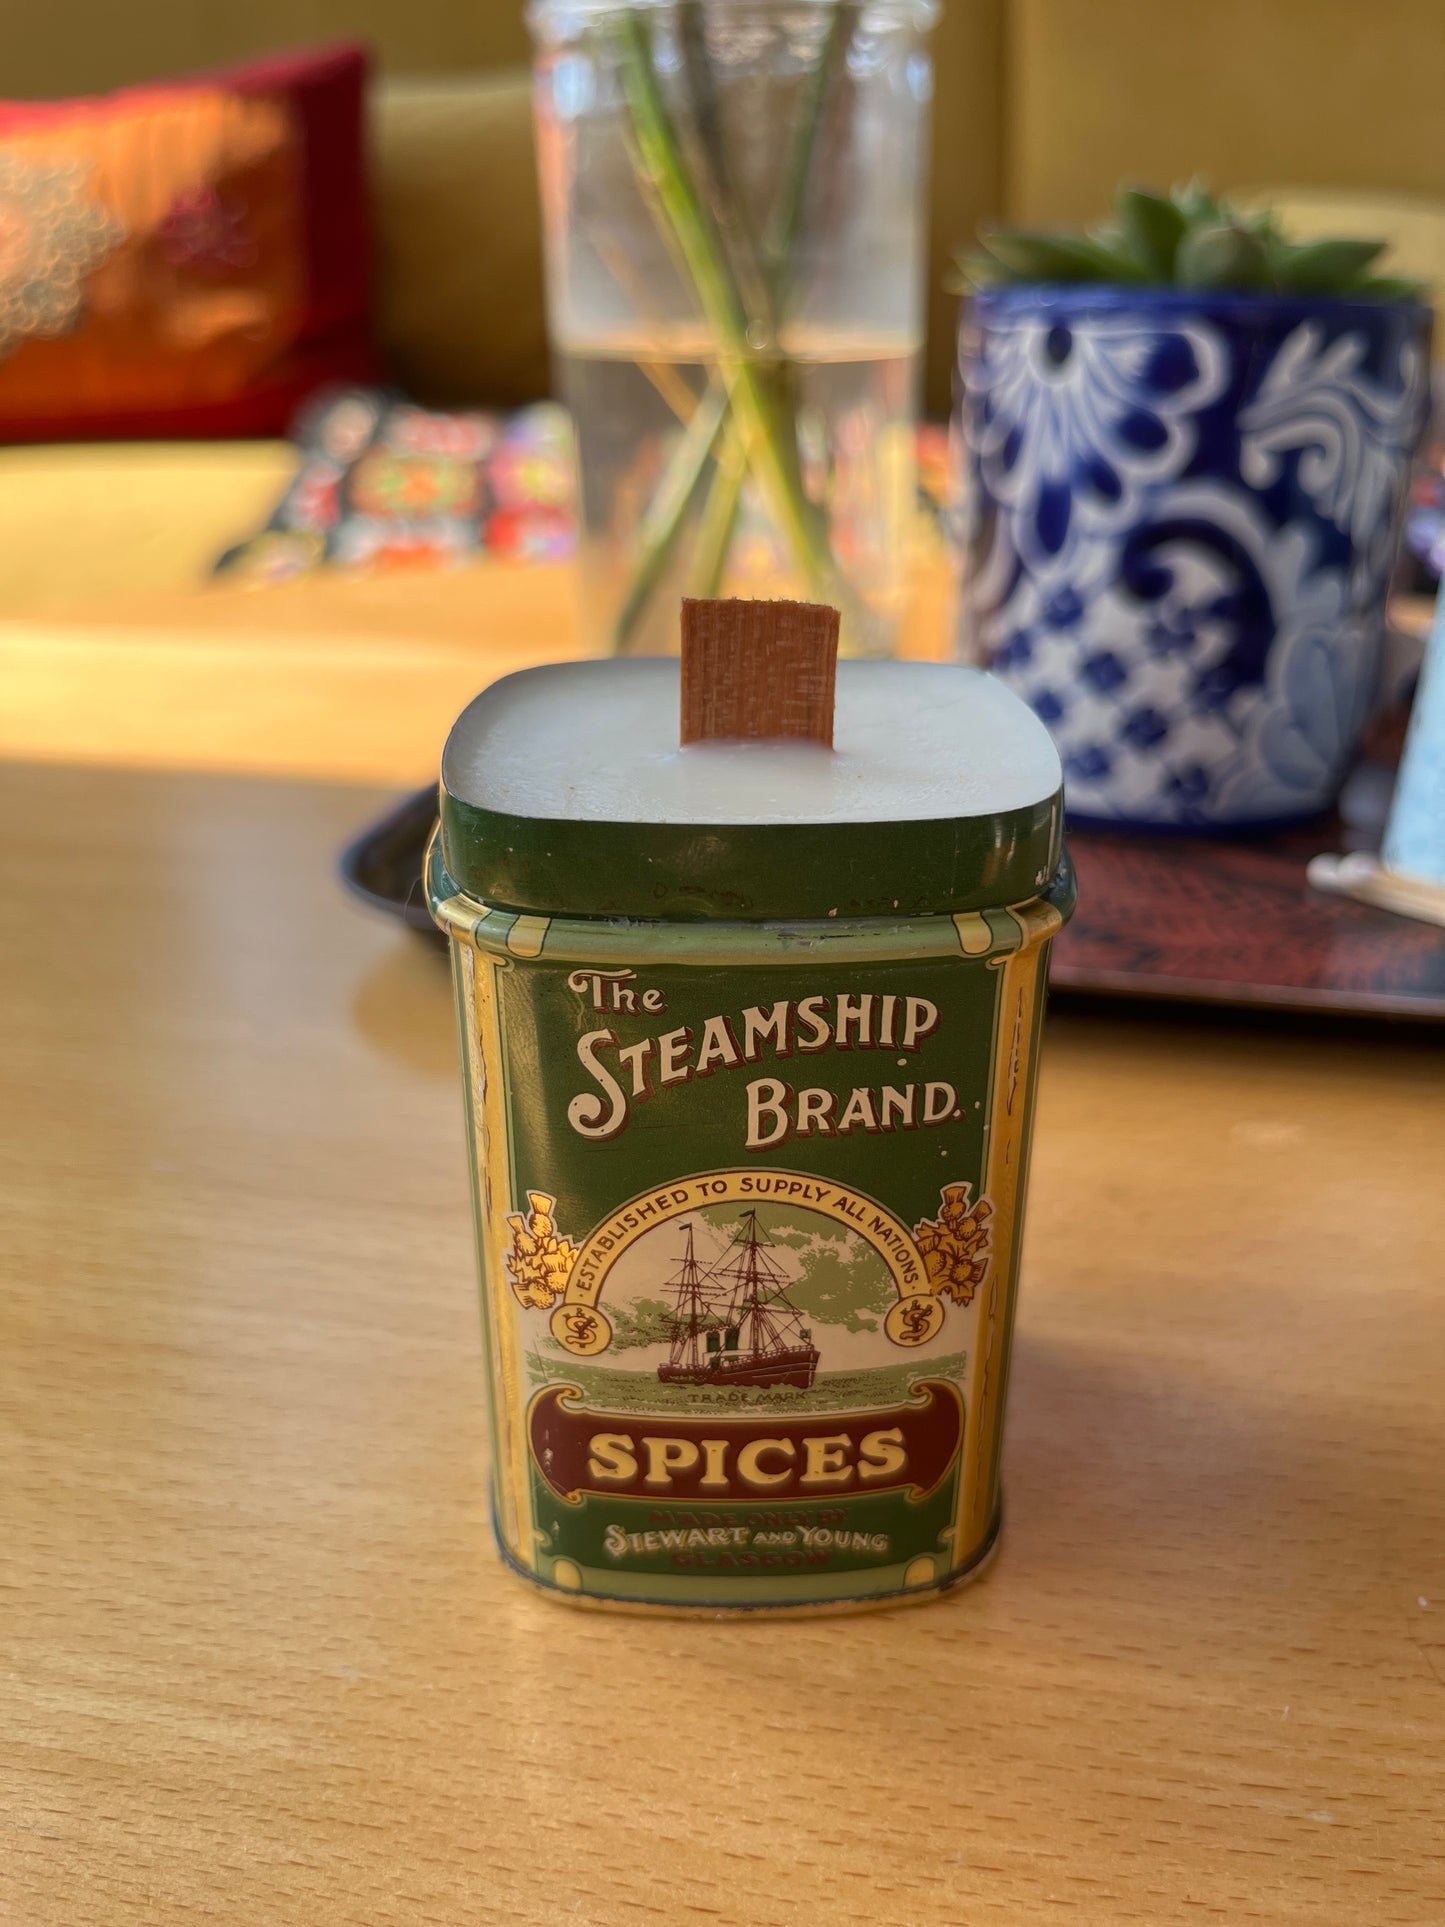 The
STEAMSHIP
BRAND.
· ESTABLISHED TO SUPPLY ALL NATIONS ·
TRADE MARK
SPICES
MADE ONLY BY
STEWART AND YOUNG
GLASGOW